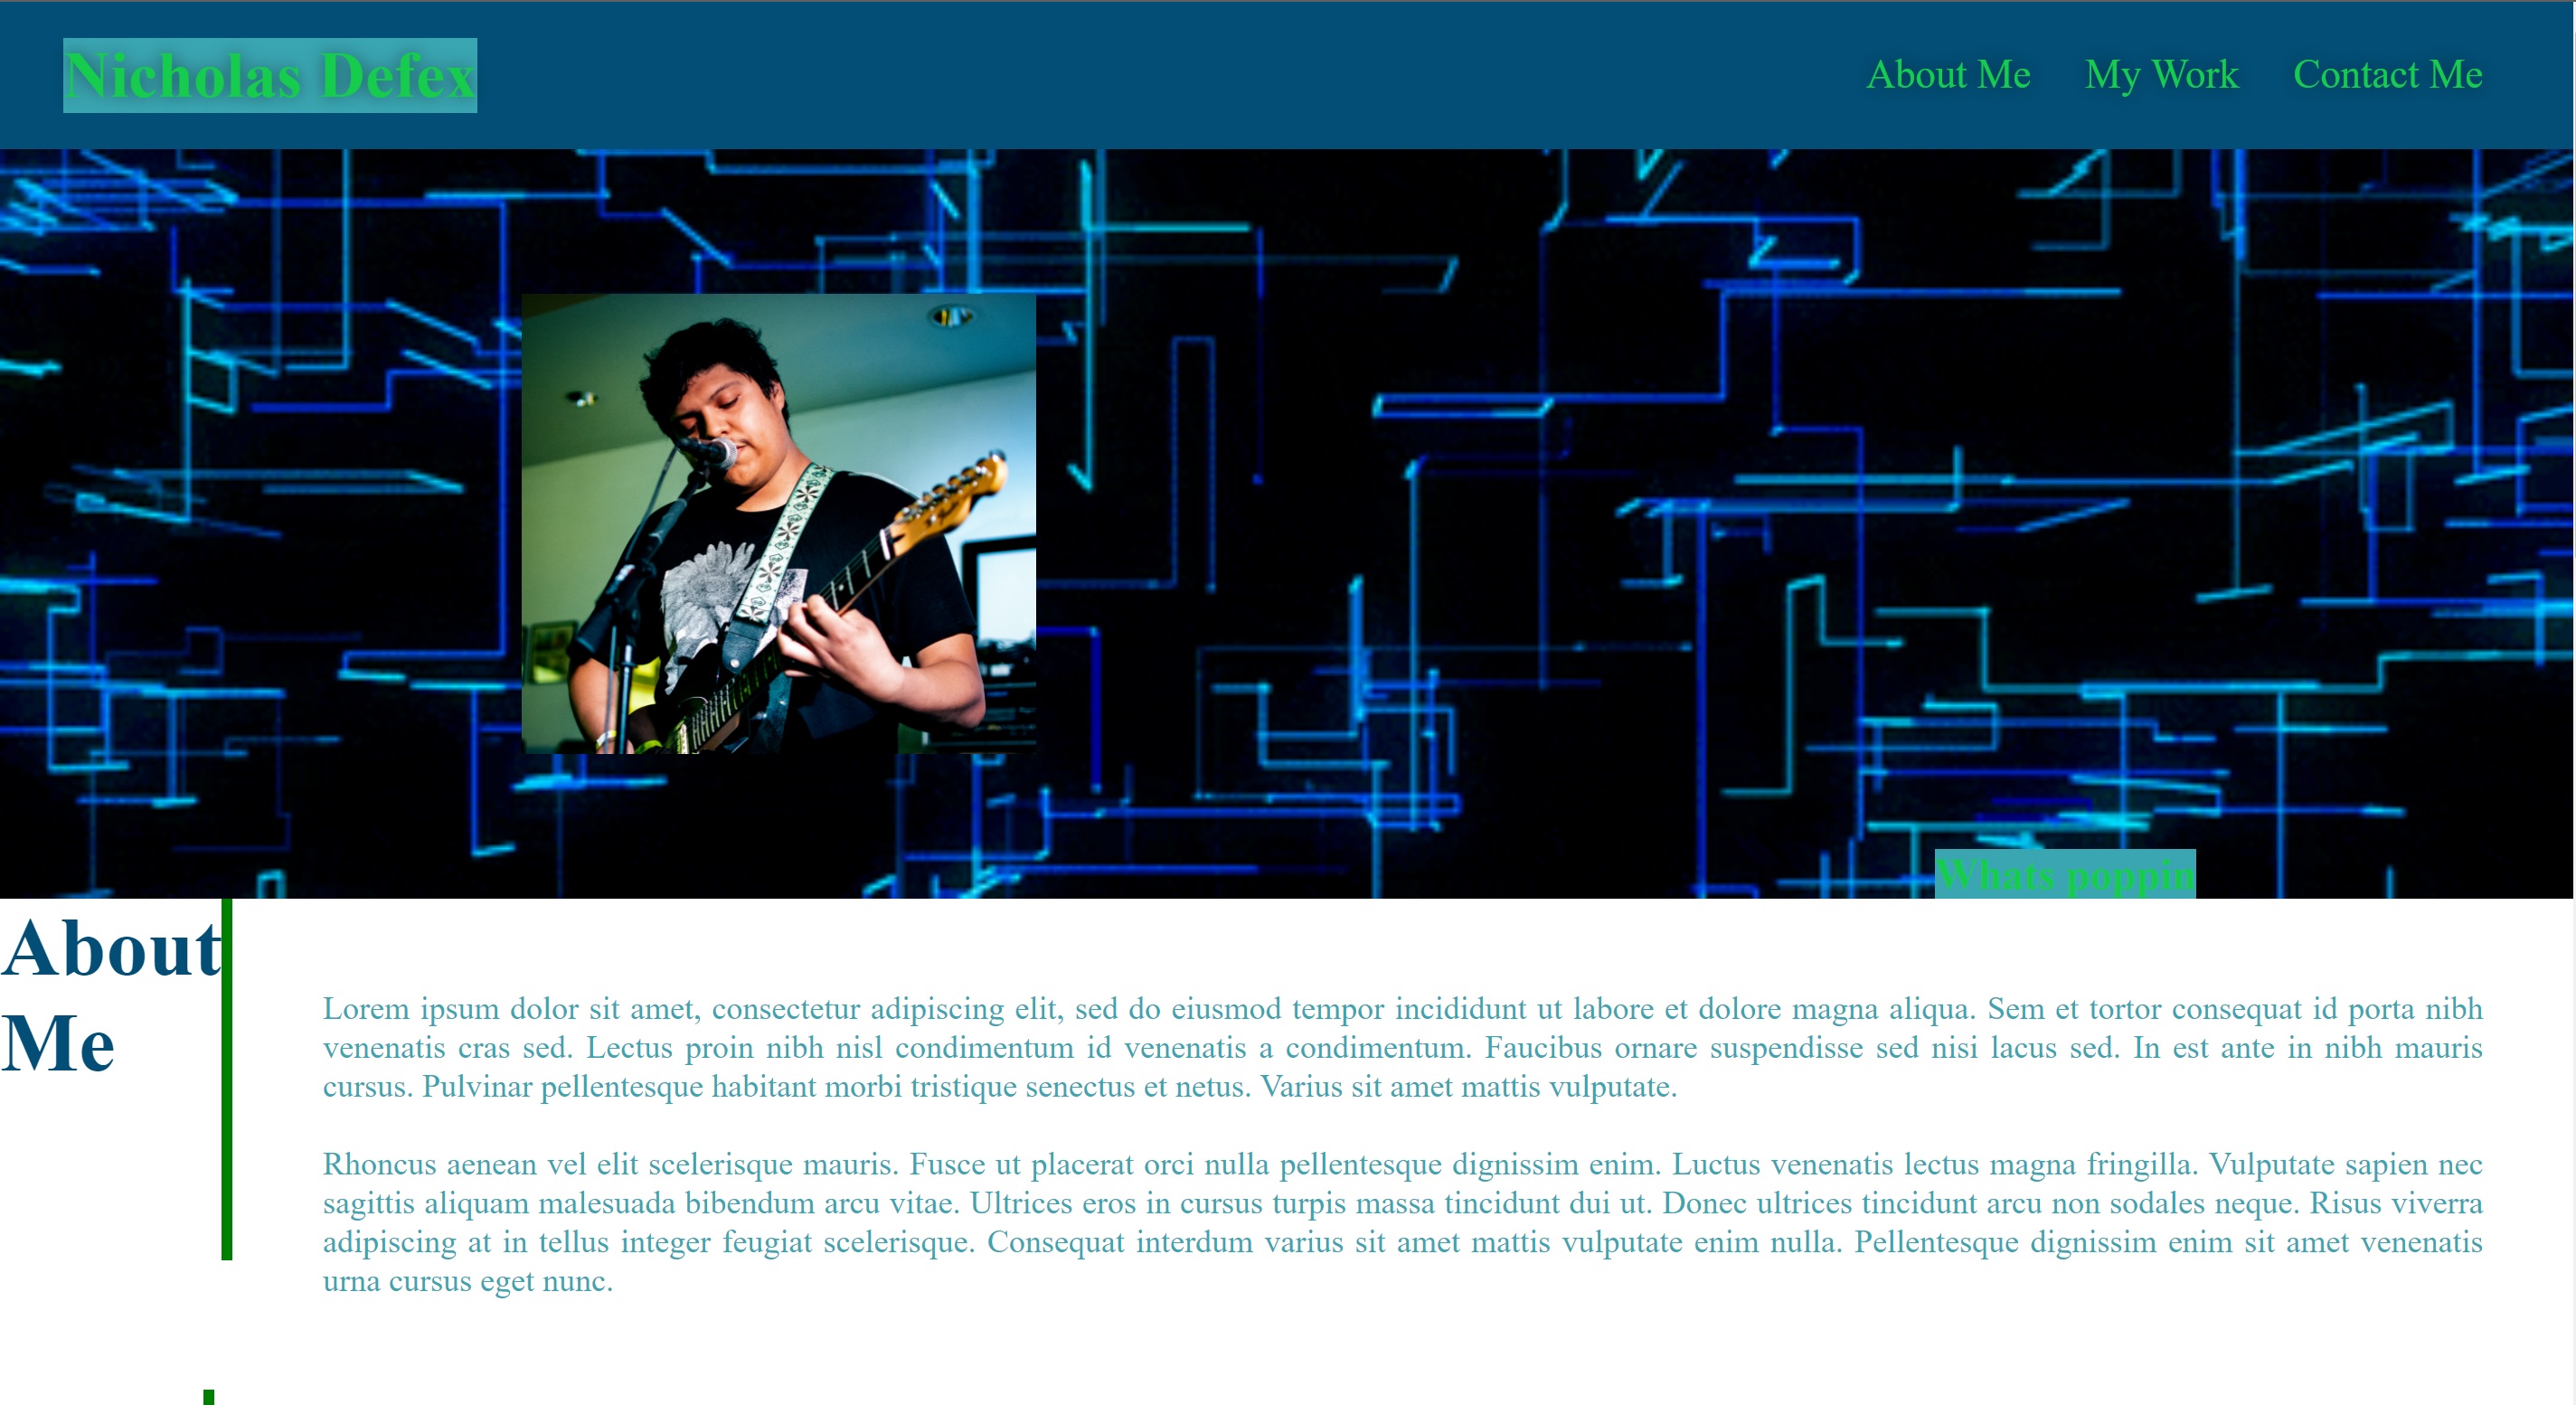 Nicholas Defex
About Me My Work Contact Me
Whats poppin
About
Me
Lorem ipsum dolor sit amet, consectetur adipiscing elit, sed do eiusmod tempor incididunt ut labore et dolore magna aliqua. Sem et tortor consequat id porta nibh
venenatis cras sed. Lectus proin nibh nisl condimentum id venenatis a condimentum. Faucibus ornare suspendisse sed nisi lacus sed. In est ante in nibh mauris
cursus. Pulvinar pellentesque habitant morbi tristique senectus et netus. Varius sit amet mattis vulputate.
Rhoncus aenean vel elit scelerisque mauris. Fusce ut placerat orci nulla pellentesque dignissim enim. Luctus venenatis lectus magna fringilla. Vulputate sapien nec
sagittis aliquam malesuada bibendum arcu vitae. Ultrices eros in cursus turpis massa tincidunt dui ut. Donec ultrices tincidunt arcu non sodales neque. Risus viverra
adipiscing at in tellus integer feugiat scelerisque. Consequat interdum varius sit amet mattis vulputate enim nulla. Pellentesque dignissim enim sit amet venenatis
urna cursus eget nunc.